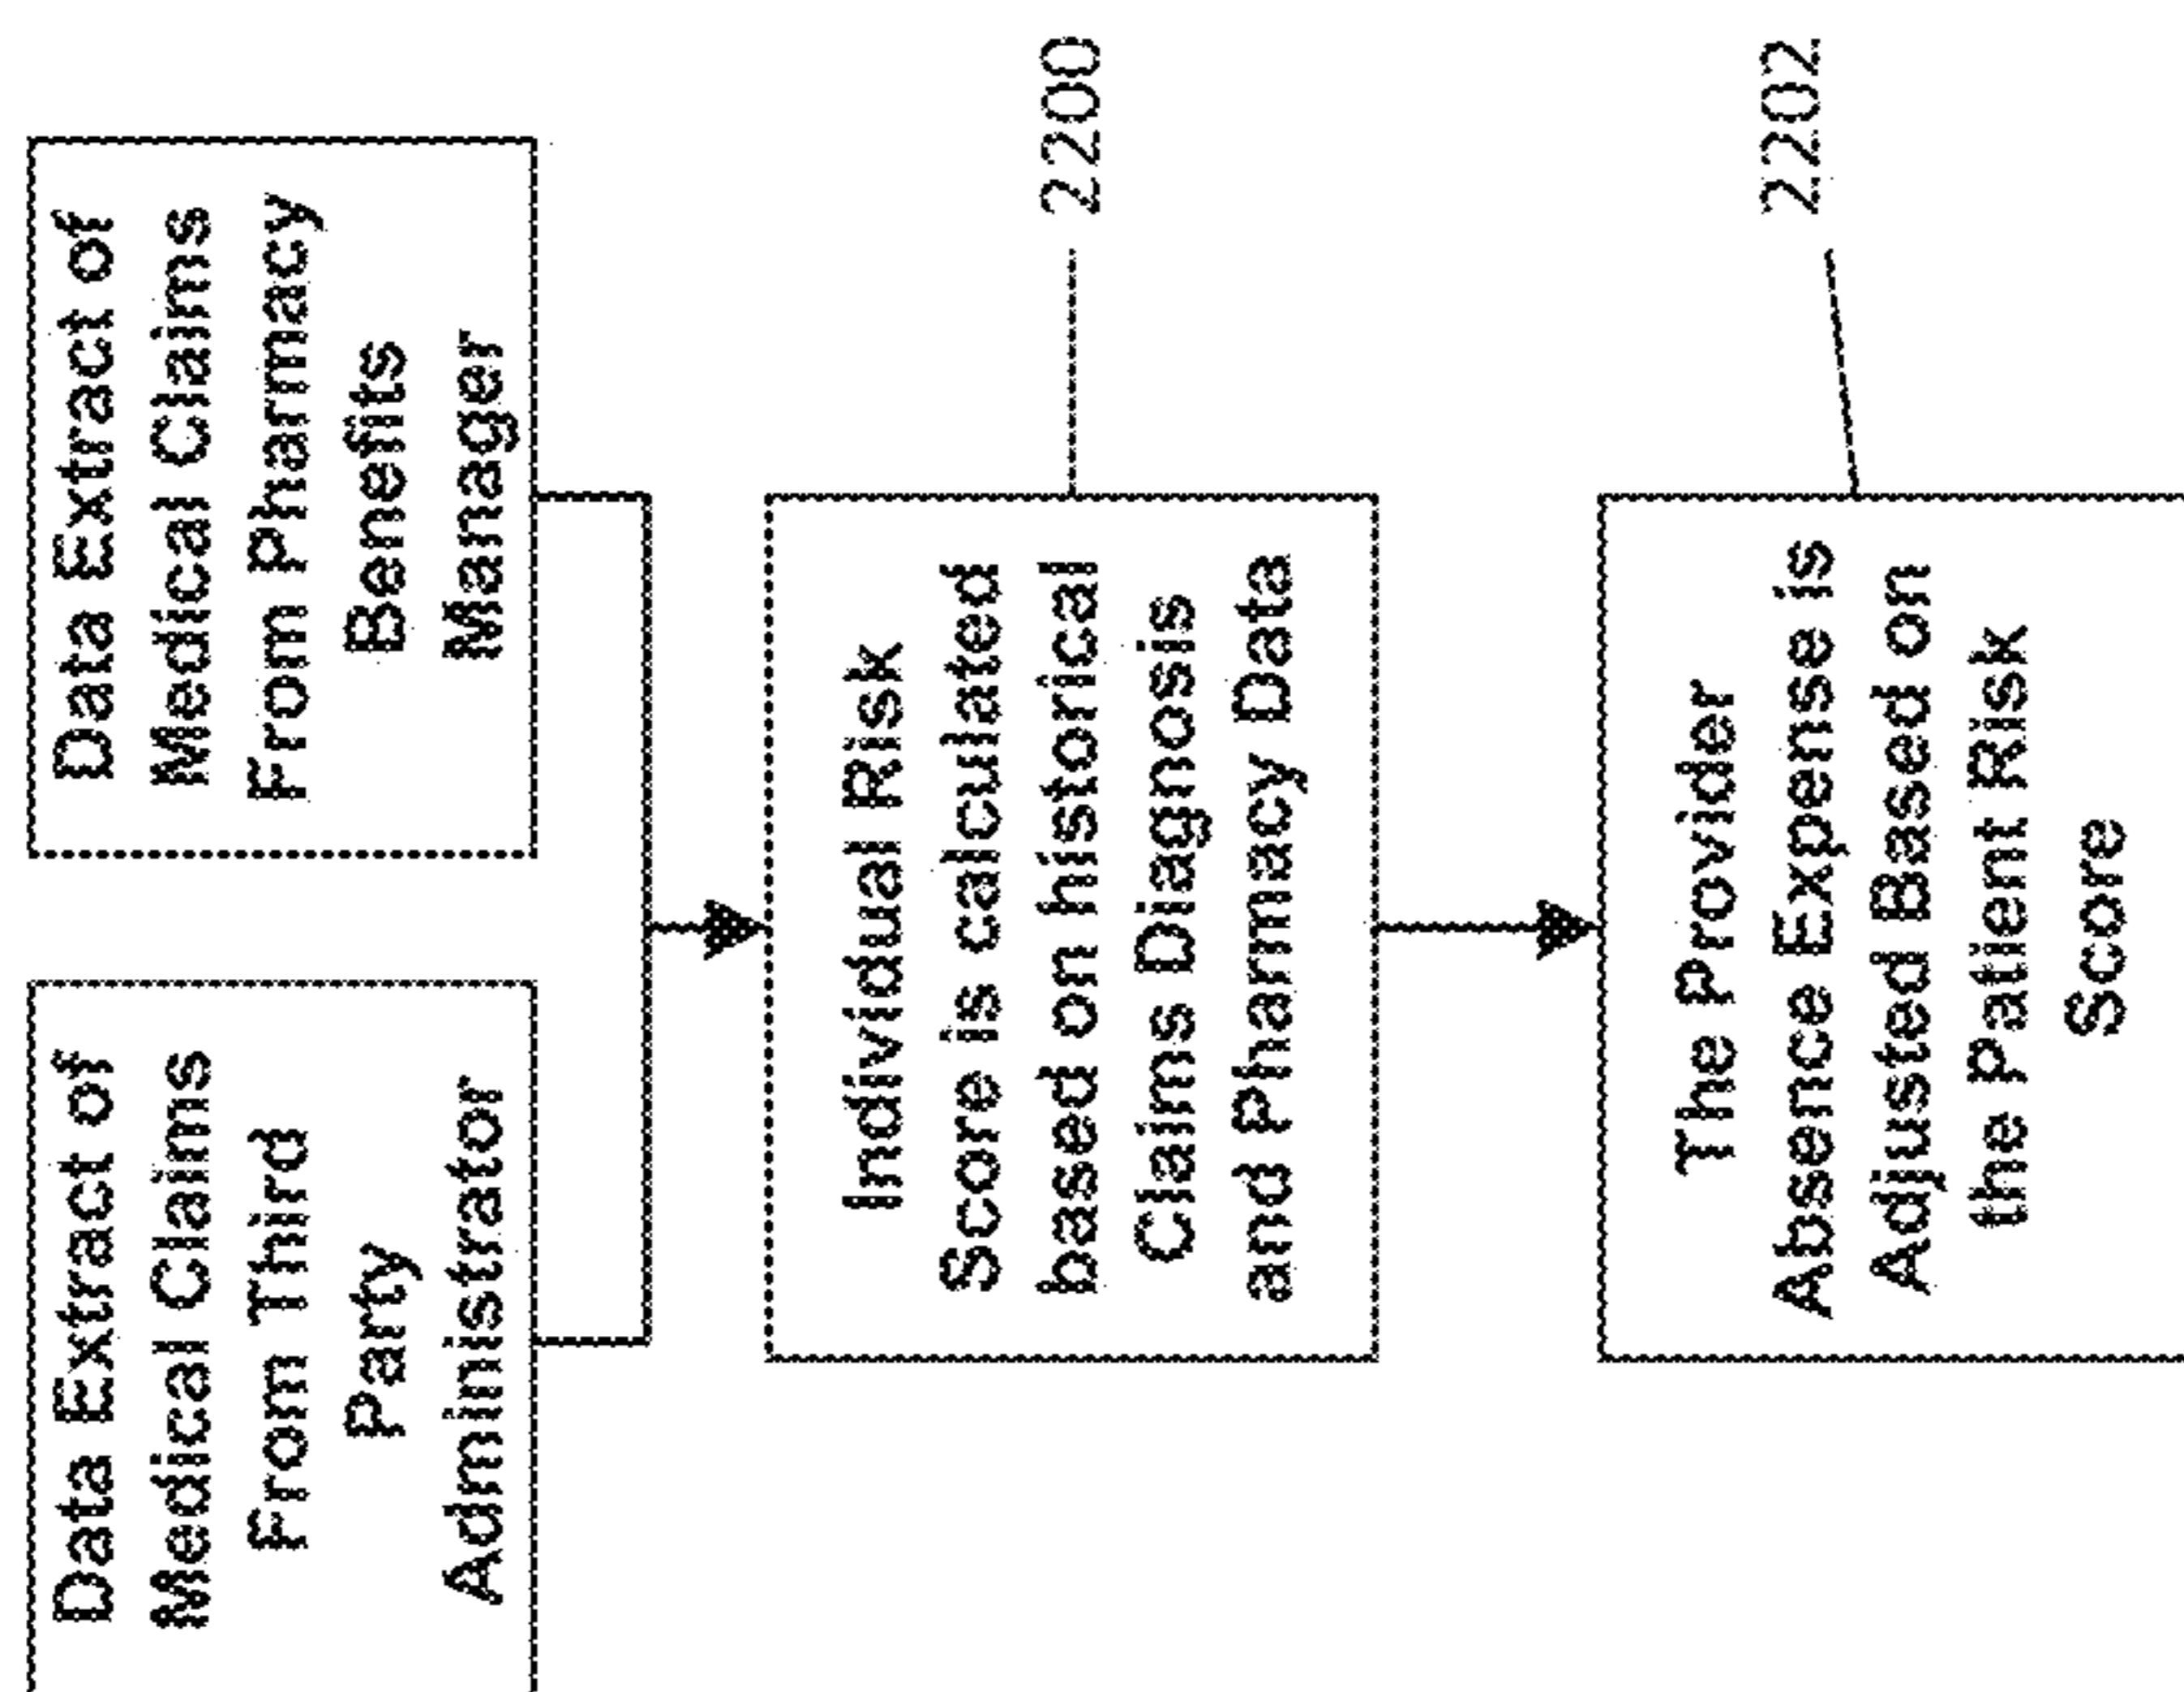 Data Extract of
Medical Claims
From Third
Party
Administrator
Data Extract of
Medical Claims
From Pharmacy
Benefits
Manager
Individual Risk
Score is calculated
based on historical
Claims Diagnosis
and Pharmacy Data
2200
The Provider
Absence Expense is
Adjusted Based on
the Patient Risk
Score
2202